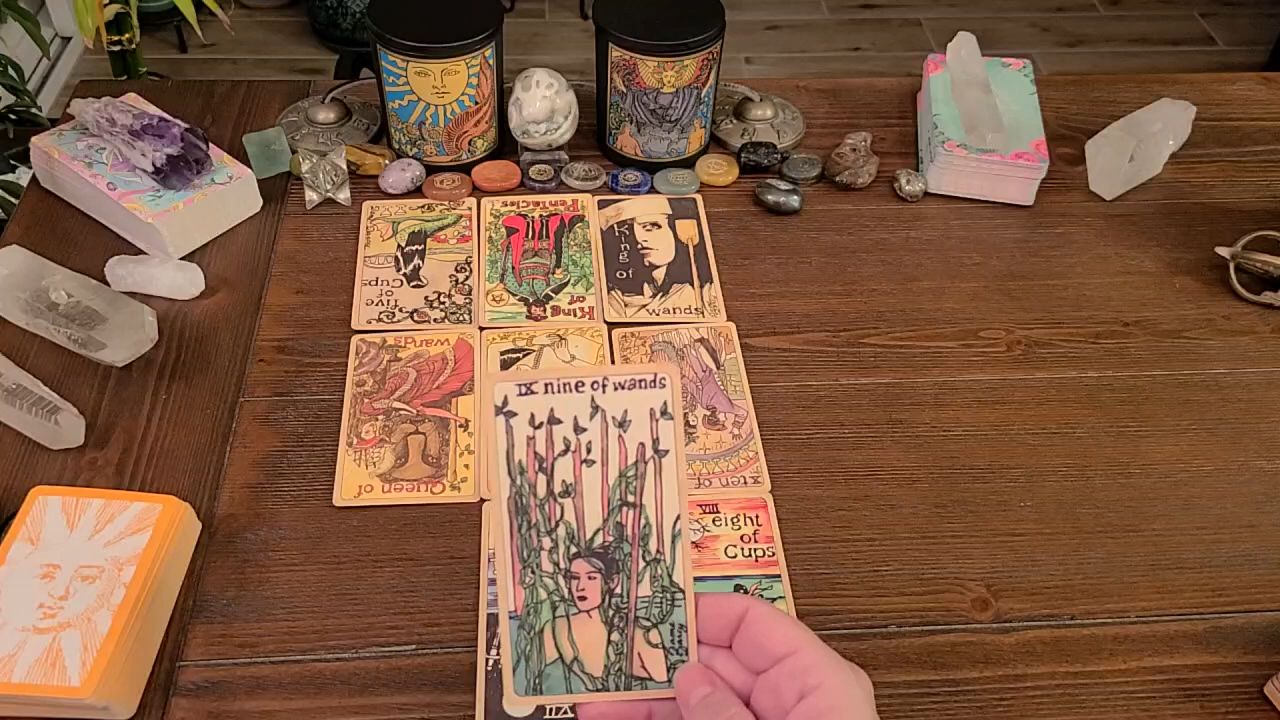 five
of
Cups
King
of
Pentacles
King
of
wands
Queen of
wands
x ten of
IX nine of wands
VIII
eight
of
Cups
VII